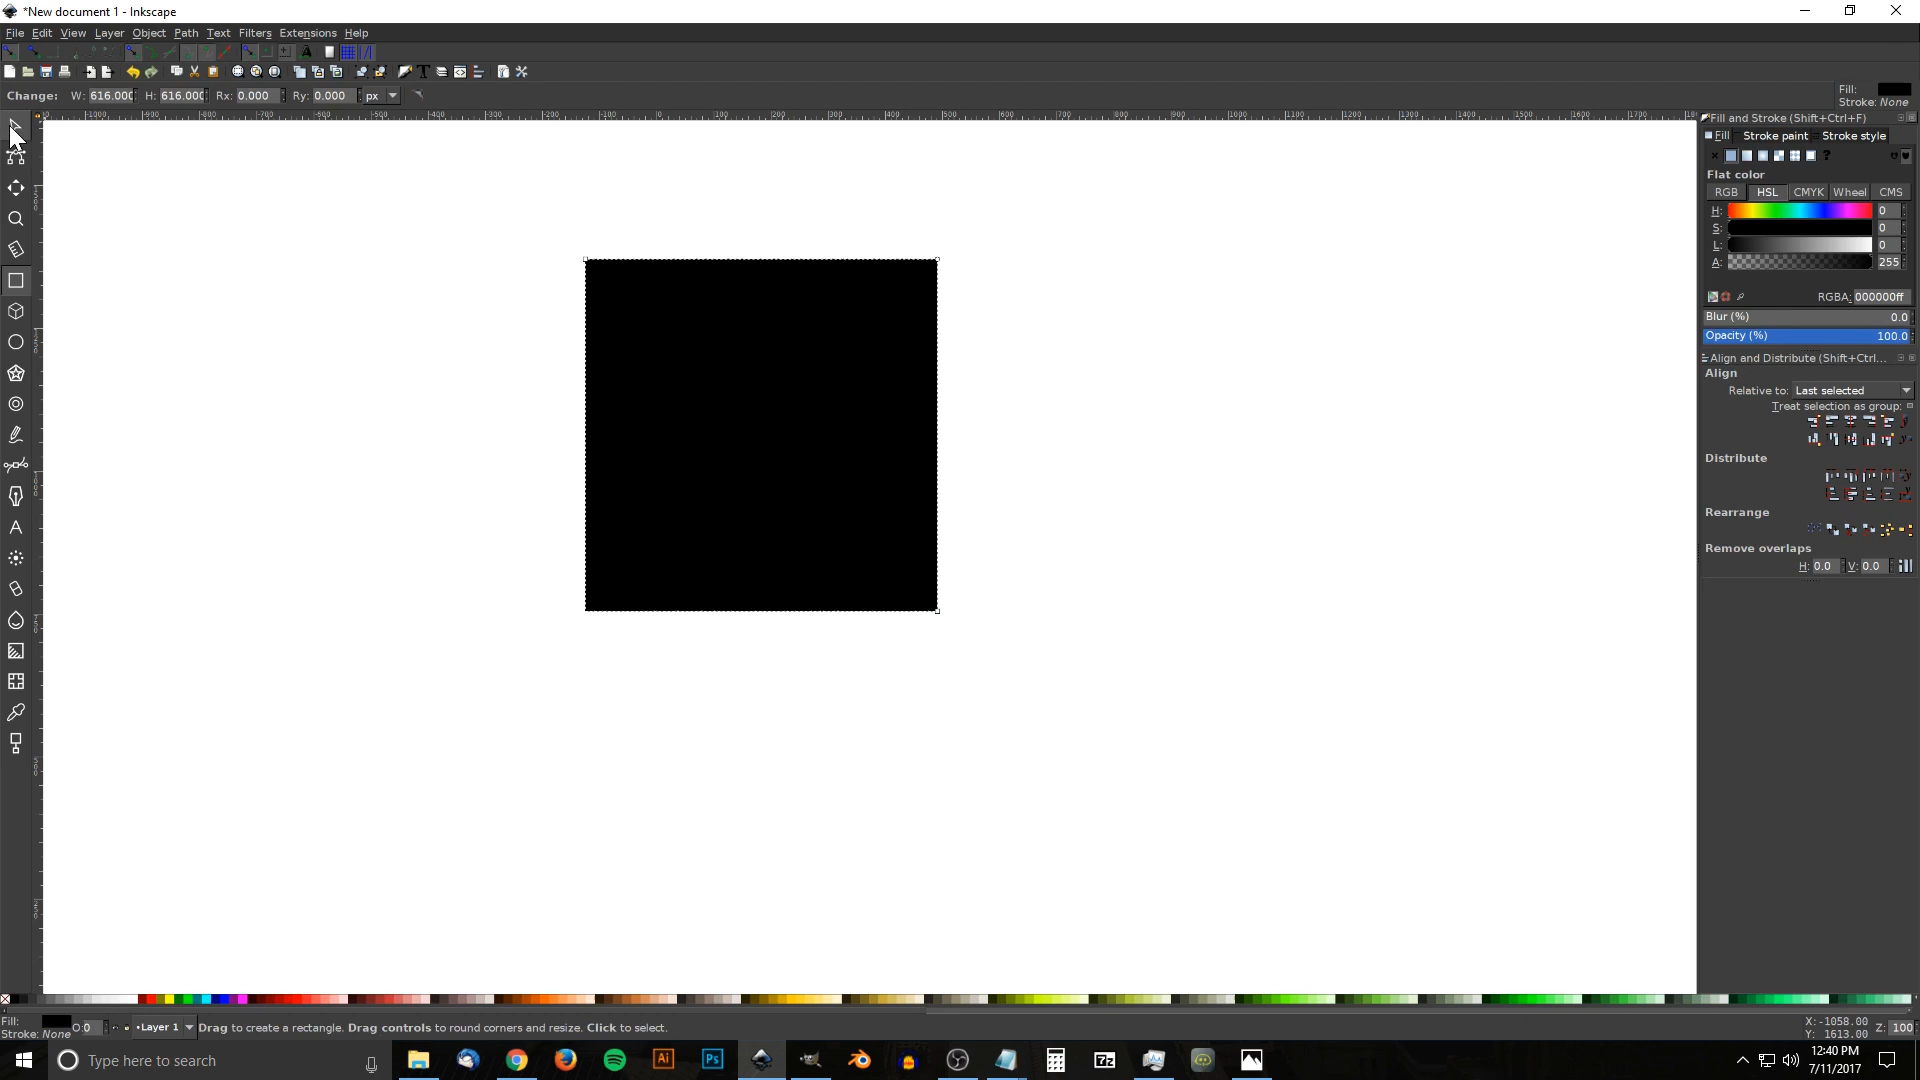 *New document 1 - Inkscape
File Edit View Layer Object Path Text Filters Extensions Help
Change: W: 616.000 H: 616.000 Rx: 0.000 Ry: 0.000 px
Fill:
Stroke: None
Fill and Stroke (Shift+Ctrl+F)
Fill Stroke paint Stroke style
Flat color
RGB HSL CMYK Wheel CMS
H: 0
S: 0
L: 0
A: 255
RGBA: 000000ff
Blur (%) 0.0
Opacity (%) 100.0
Align and Distribute (Shift+Ctrl...
Align
Relative to: Last selected
Treat selection as group:
Distribute
Rearrange
Remove overlaps
H: 0.0 V: 0.0
Fill:
Stroke: None
O:0
•Layer 1
Drag to create a rectangle. Drag controls to round corners and resize. Click to select.
X:-1058.00
Y: 1613.00
Z: 100
Type here to search
Ai
Ps
7z
12:40 PM
7/11/2017